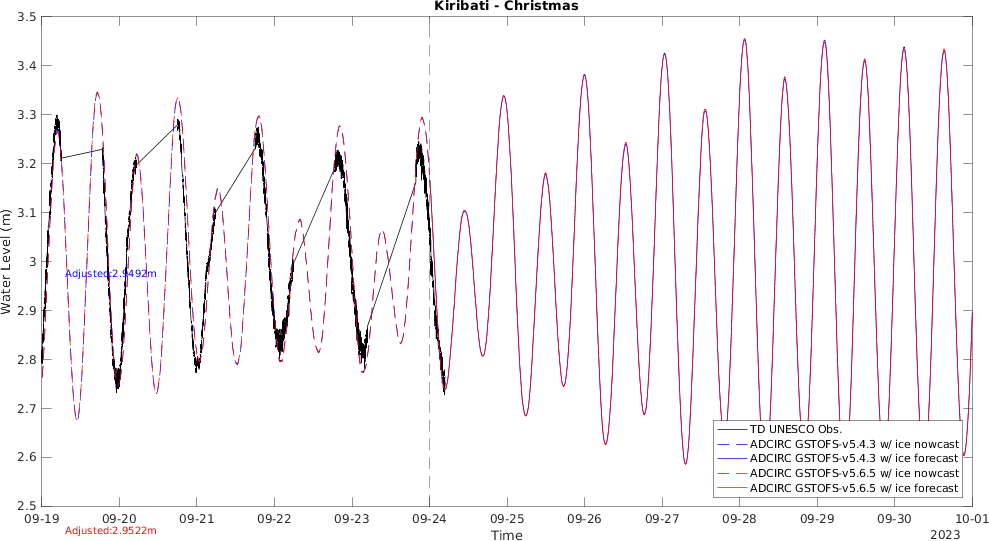 Kiribati - Christmas
3.5
3.4
3.3
3.2
3.1
3
2.9
2.8
2.7
2.6
2.5
Water Level (m)
Adjusted:2.9492m
TD UNESCO Obs.
ADCIRC GSTOFS-v5.4.3 w/ ice nowcast
ADCIRC GSTOFS-v5.4.3 w/ ice forecast
ADCIRC GSTOFS-v5.6.5 w/ ice nowcast
ADCIRC GSTOFS-v5.6.5 w/ ice forecast
09-19 09-20 09-21 09-22 09-23 09-24 09-25 09-26 09-27 09-28 09-29 09-30 10-01
Adjusted:2.9522m
Time
2023